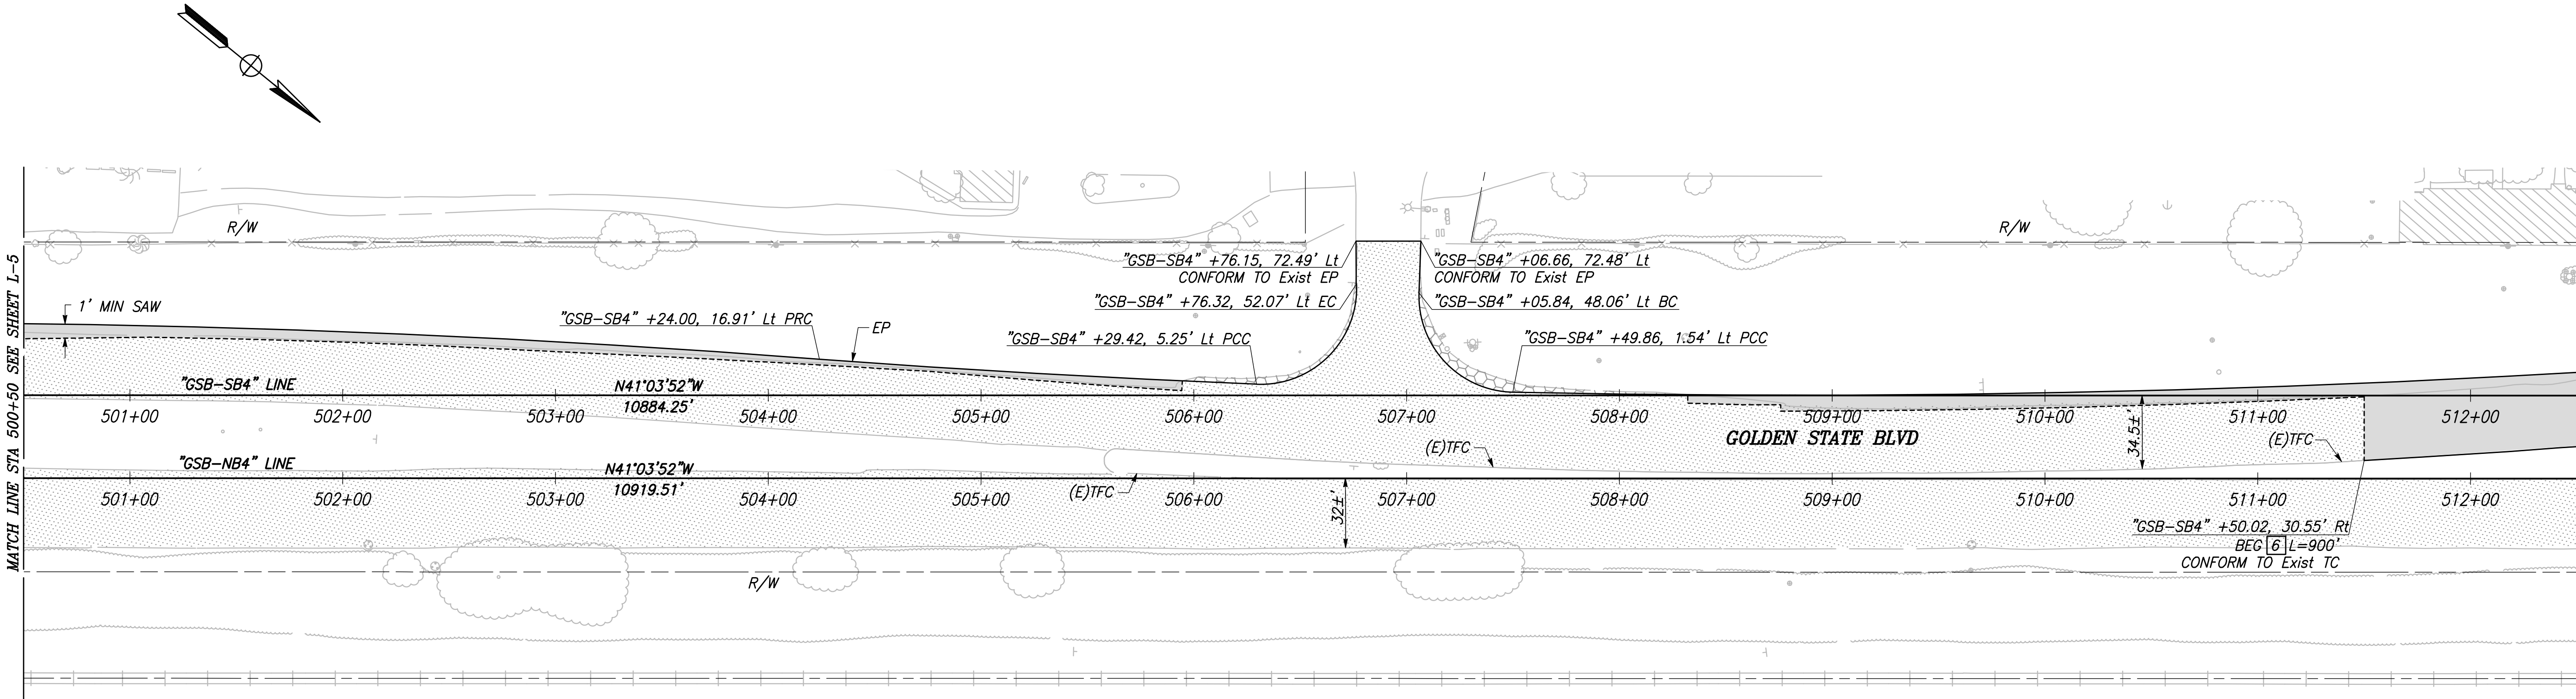 MATCH LINE STA 500+50 SEE SHEET L-5
R/W
R/W
1' MIN SAW
"GSB-SB4" +24.00, 16.91' Lt PRC
EP
"GSB-SB4" +76.15, 72.49' Lt
CONFORM TO Exist EP
"GSB-SB4" +76.32, 52.07' Lt EC
"GSB-SB4" +29.42, 5.25' Lt PCC
"GSB-SB4" +06.66, 72.48' Lt
CONFORM TO Exist EP
"GSB-SB4" +05.84, 48.06' Lt BC
"GSB-SB4" +49.86, 1.54' Lt PCC
"GSB-SB4" LINE
N41°03'52"W
10884.25'
501+00 502+00 503+00 504+00 505+00 506+00 507+00 508+00 509+00 510+00 511+00 512+00
GOLDEN STATE BLVD
34.5±'
(E)TFC
(E)TFC
"GSB-NB4" LINE
N41°03'52"W
10919.51'
(E)TFC
501+00 502+00 503+00 504+00 505+00 506+00 507+00 508+00 509+00 510+00 511+00 512+00
32±'
"GSB-SB4" +50.02, 30.55' Rt
BEG 6 L=900'
CONFORM TO Exist TC
R/W